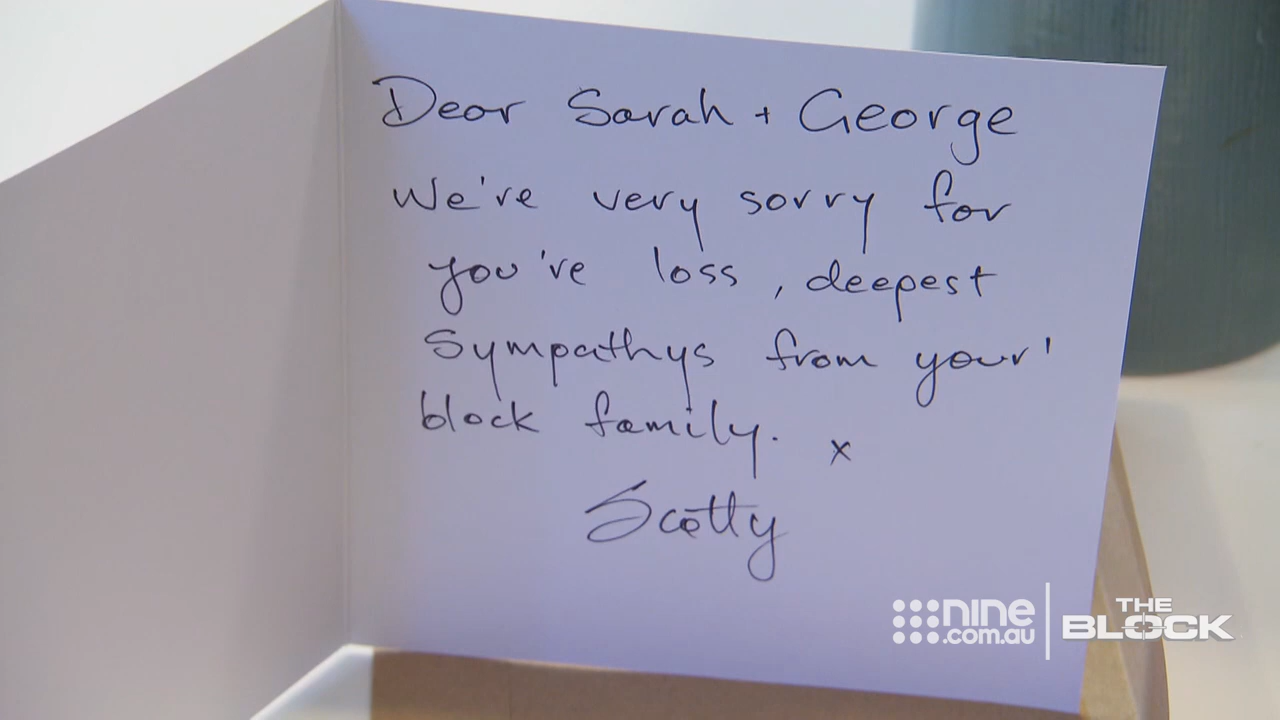 Dear Sarah + George
We're very sorry for
you've loss, deepest
Sympathys from your'
block family. x
Scotty
nine
.com.au
THE
BLOCK